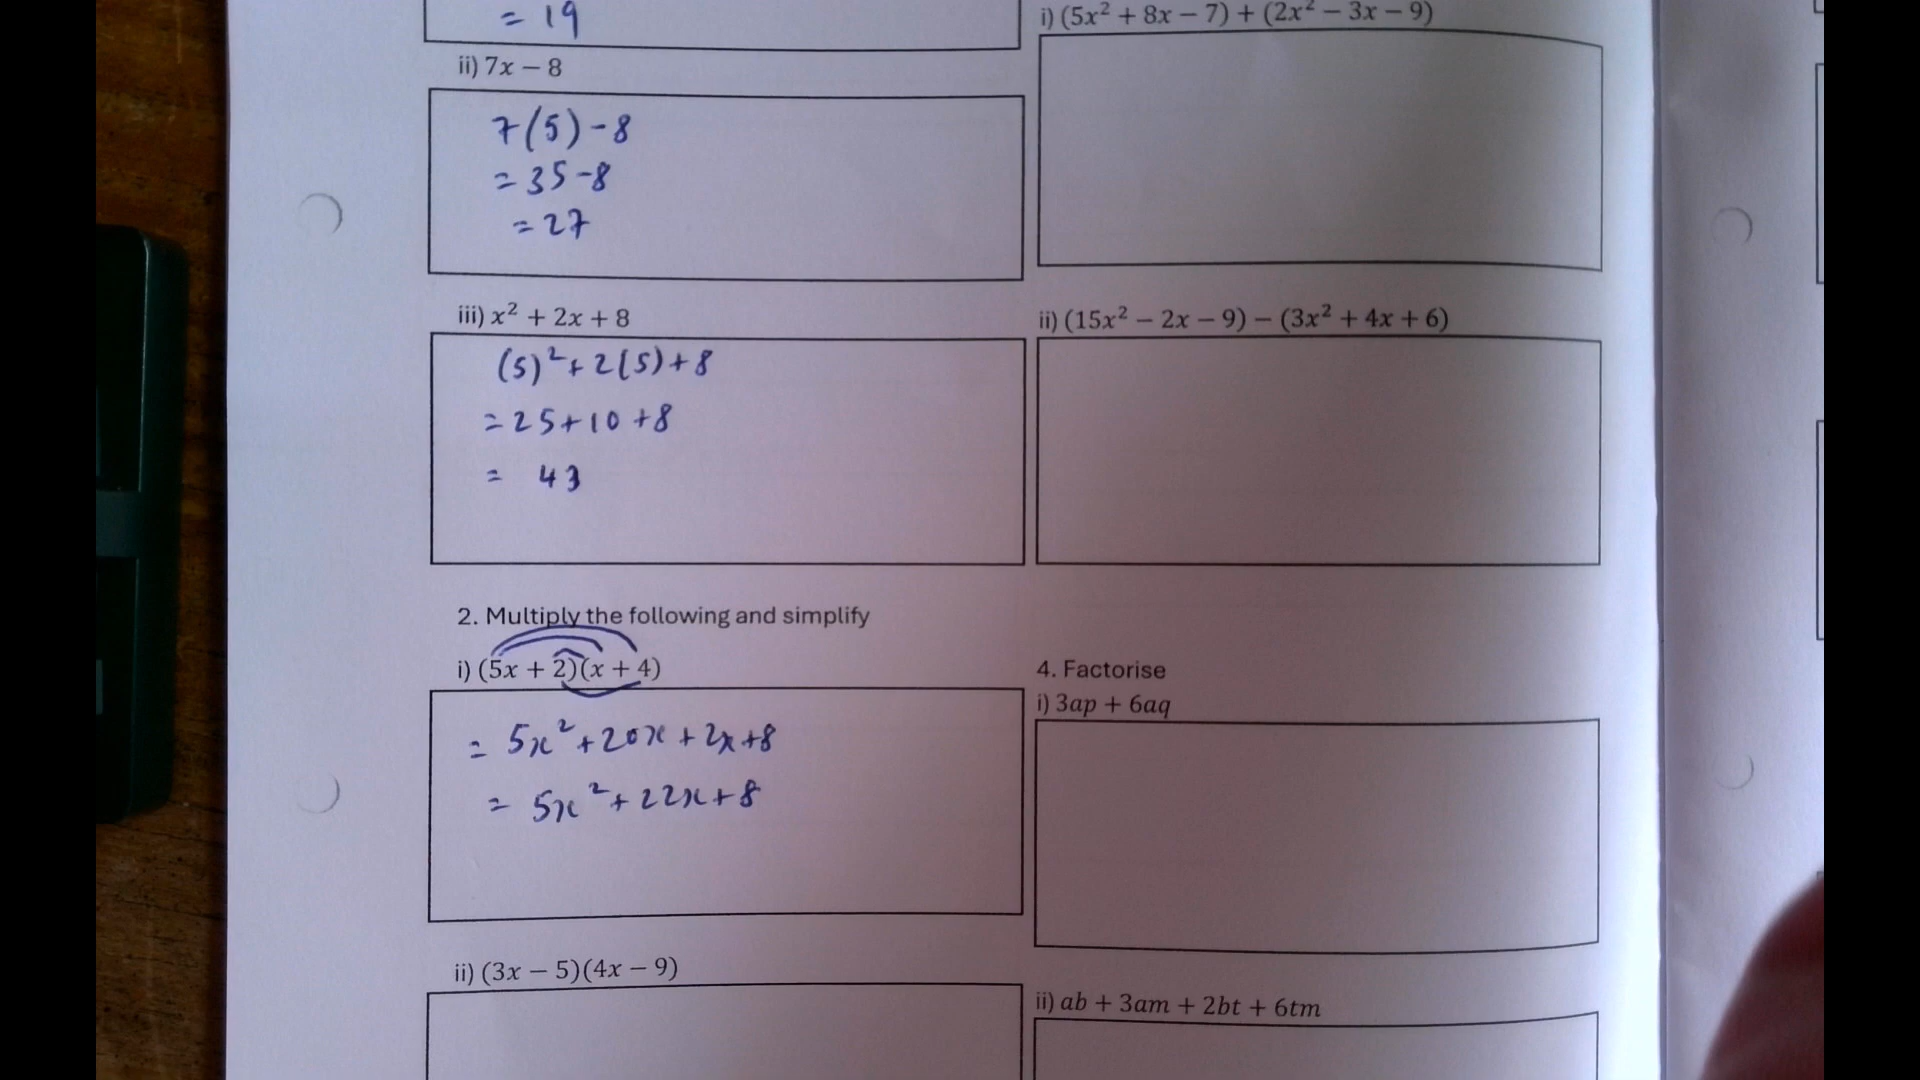 = 19
ii) 7x − 8
7(5)-8
= 35-8
= 27
iii) x² + 2x + 8
(5)²+2(5)+8
= 25+10+8
= 43
2. Multiply the following and simplify
i) (5x + 2)(x + 4)
= 5x²+20x+2x+8
= 5x²+22x+8
ii) (3x − 5)(4x − 9)
i) (5x² + 8x − 7) + (2x² − 3x − 9)
ii) (15x² − 2x − 9) − (3x² + 4x + 6)
4. Factorise
i) 3ap + 6aq
ii) ab + 3am + 2bt + 6tm